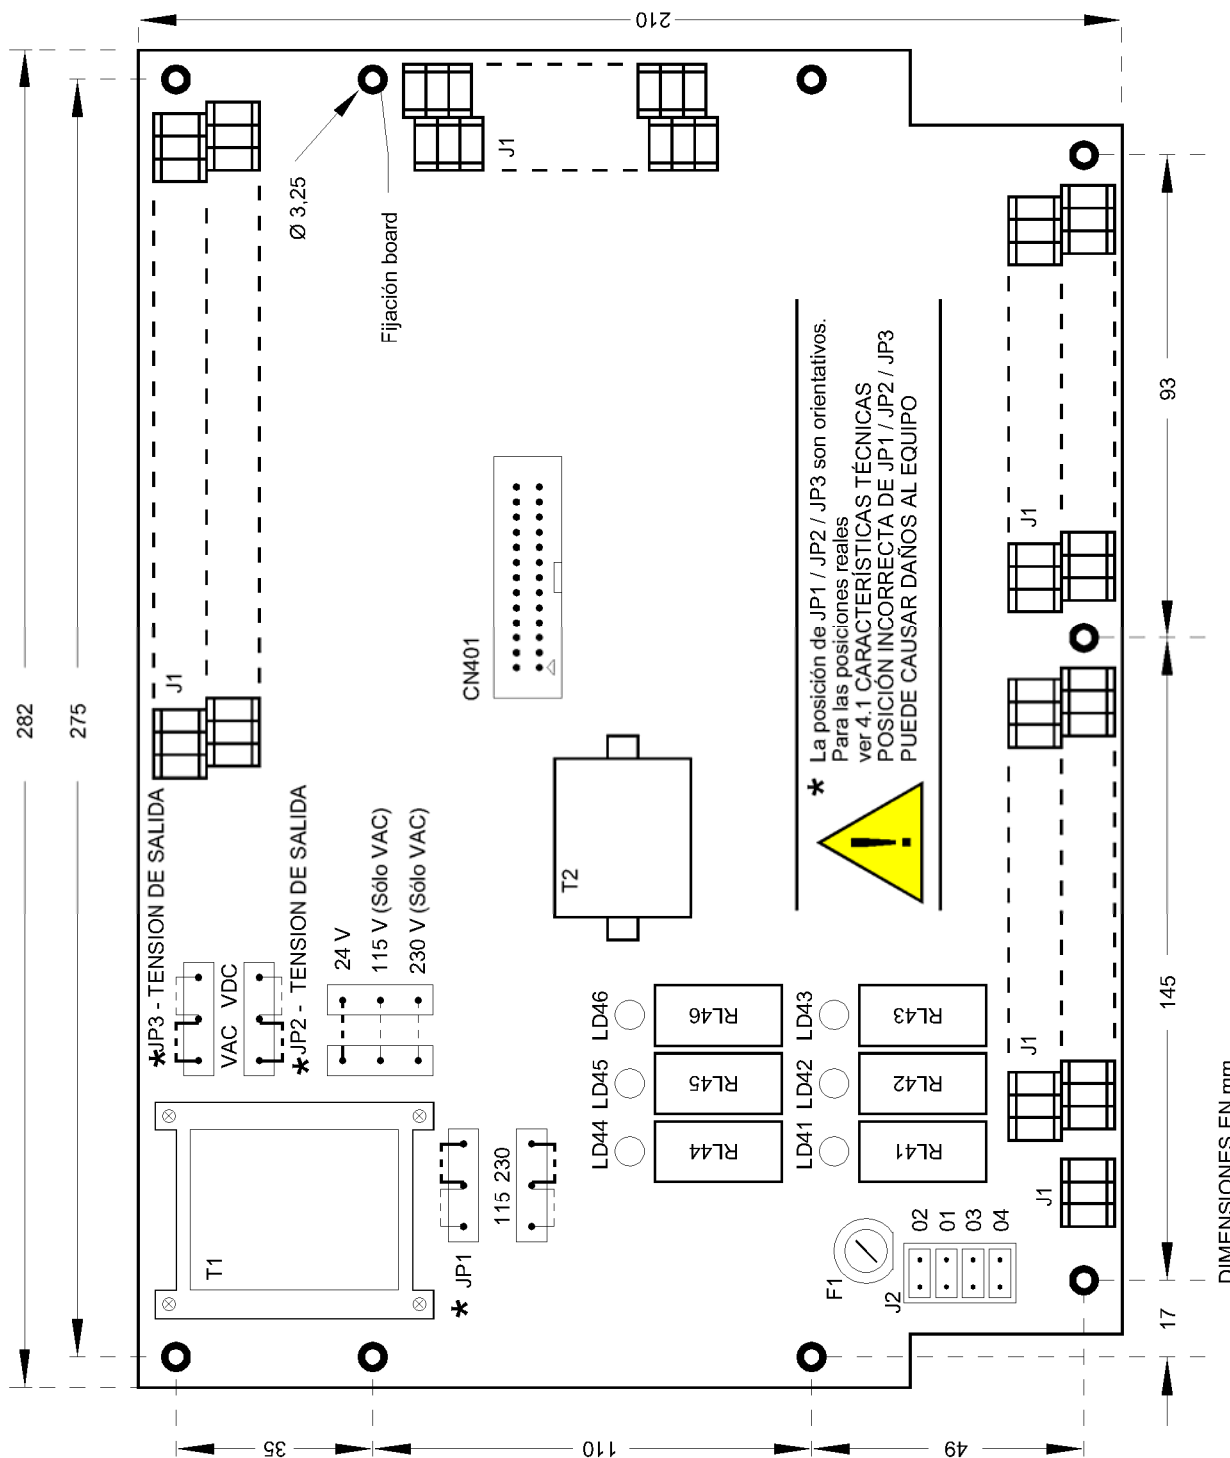 282
275
210
J1
J1
Ø 3,25
Fijación board
*JP3 - TENSION DE SALIDA
VAC VDC
*JP2 - TENSION DE SALIDA
24 V
115 V (Sólo VAC)
230 V (Sólo VAC)
T1
* JP1
115 230
CN401
T2
LD44 LD45 LD46
RL44 RL45 RL46
LD41 LD42 LD43
RL41 RL42 RL43
* La posición de JP1 / JP2 / JP3 son orientativos.
Para las posiciones reales
ver 4.1 CARACTERÍSTICAS TÉCNICAS
POSICIÓN INCORRECTA DE JP1 / JP2 / JP3
PUEDE CAUSAR DAÑOS AL EQUIPO
!
F1
J2
02
01
03
04
J1
J1
J1
35
110
49
17
145
93
DIMENSIONES EN mm